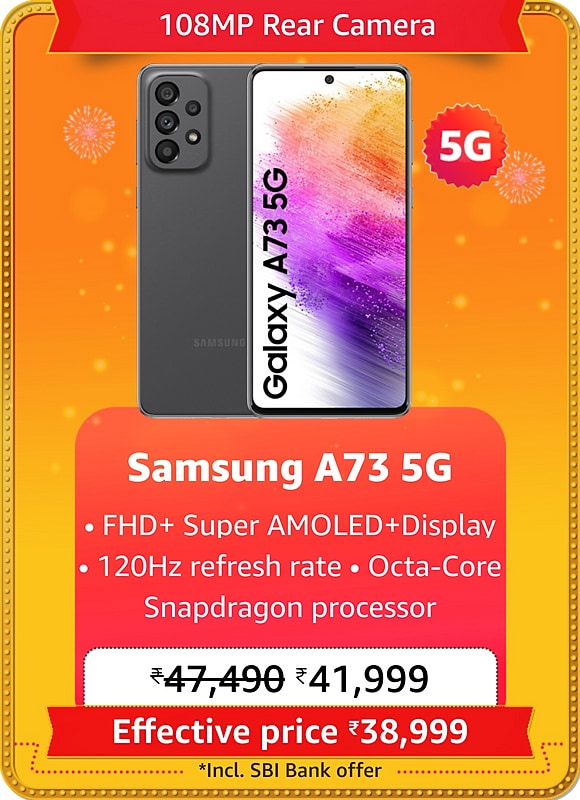 108MP Rear Camera
5G
Galaxy A73 5G
SAMSUNG
Samsung A73 5G
• FHD+ Super AMOLED+Display
• 120Hz refresh rate • Octa-Core
Snapdragon processor
₹47,490 ₹41,999
Effective price ₹38,999
*Incl. SBI Bank offer